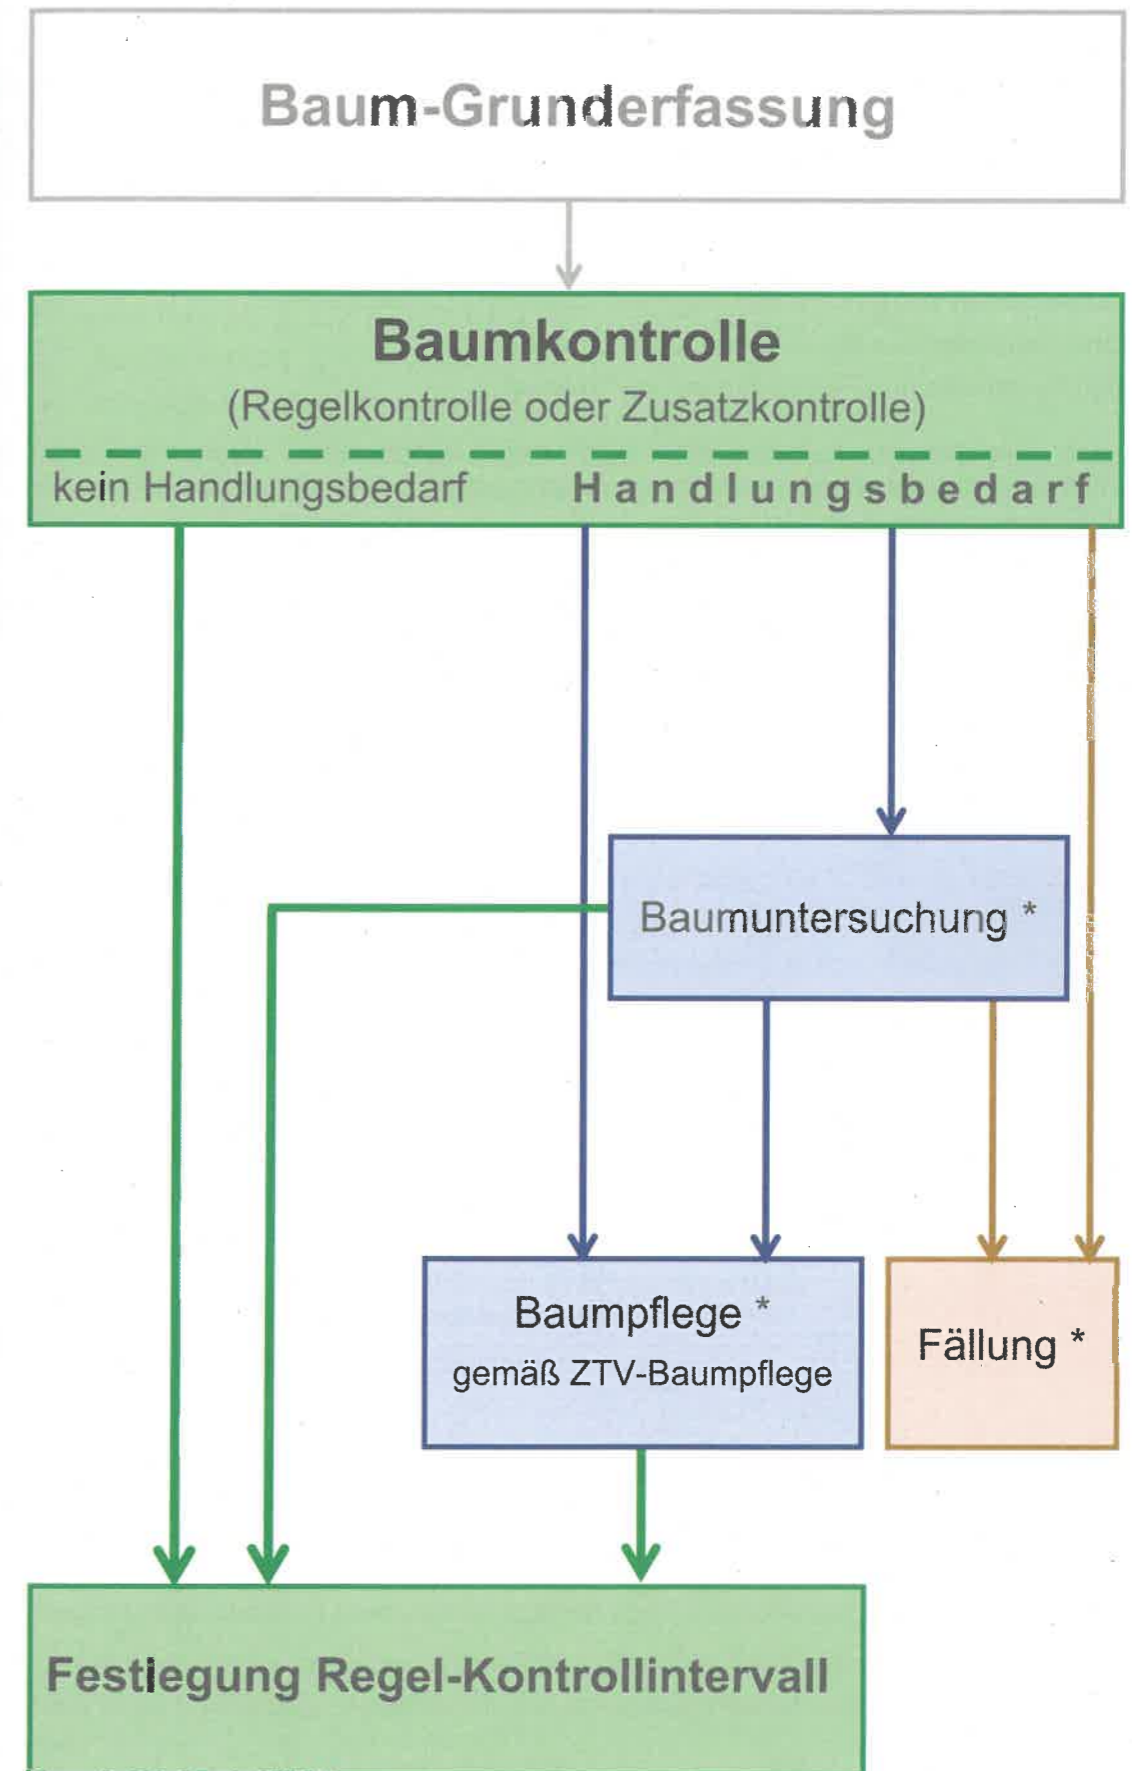 Baum-Grunderfassung
Baumkontrolle
(Regelkontrolle oder Zusatzkontrolle)
kein Handlungsbedarf Handlungsbedarf
Baumuntersuchung *
Baumpflege *
gemäß ZTV-Baumpflege
Fällung *
Festlegung Regel-Kontrollintervall